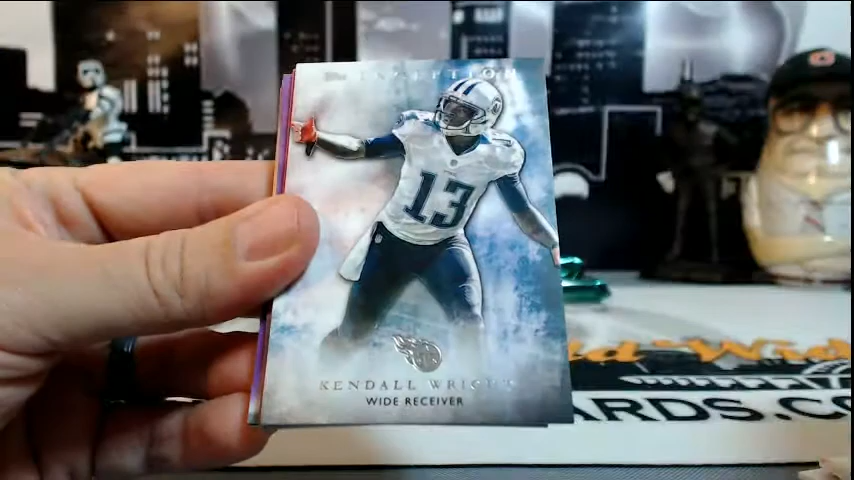 INCEPTION
13
KENDALL WRIGHT
WIDE RECEIVER
ARDS.CO